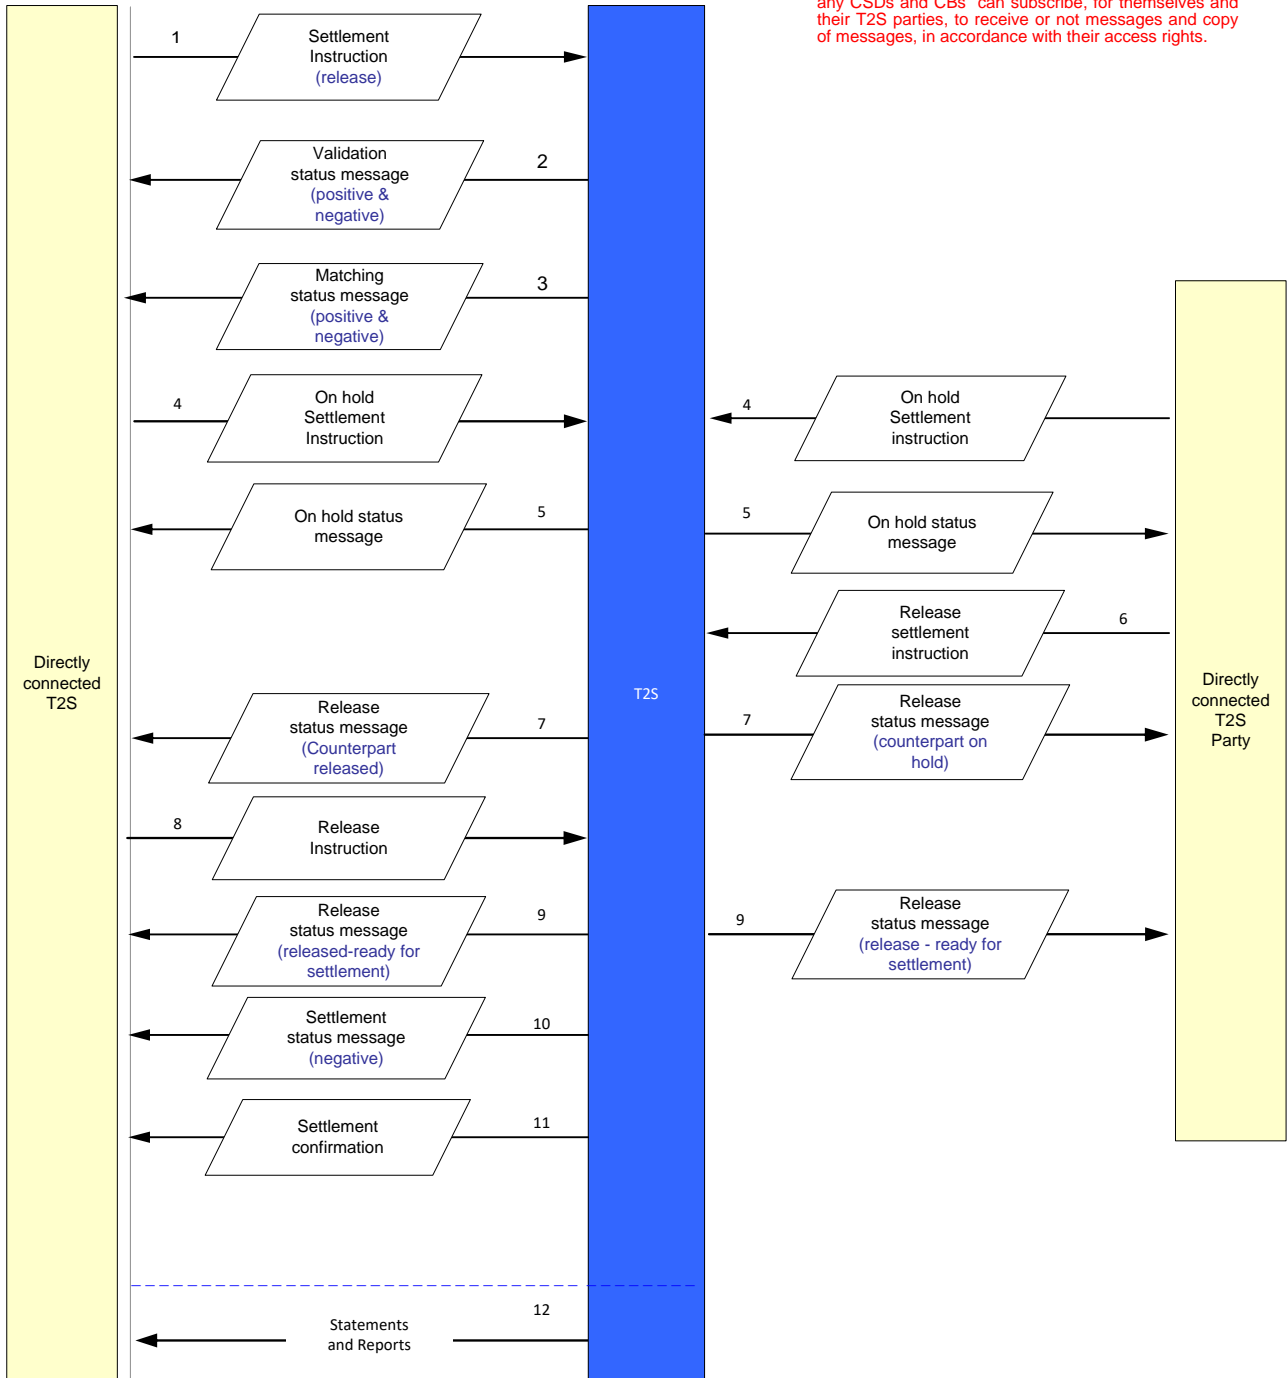 any CSDs and CBs can subscribe, for themselves and
their T2S parties, to receive or not messages and copy
of messages, in accordance with their access rights.
1
Settlement
Instruction
(release)
Validation
status message
(positive &
negative)
2
Matching
status message
(positive &
negative)
3
4
On hold
Settlement
Instruction
4
On hold
Settlement
instruction
On hold status
message
5
5
On hold status
message
Release
settlement
instruction
6
Directly
connected
T2S
T2S
Directly
connected
T2S
Party
Release
status message
(Counterpart
released)
7
7
Release
status message
(counterpart on
hold)
8
Release
Instruction
Release
status message
(released-ready for
settlement)
9
9
Release
status message
(release - ready for
settlement)
Settlement
status message
(negative)
10
Settlement
confirmation
11
12
Statements
and Reports